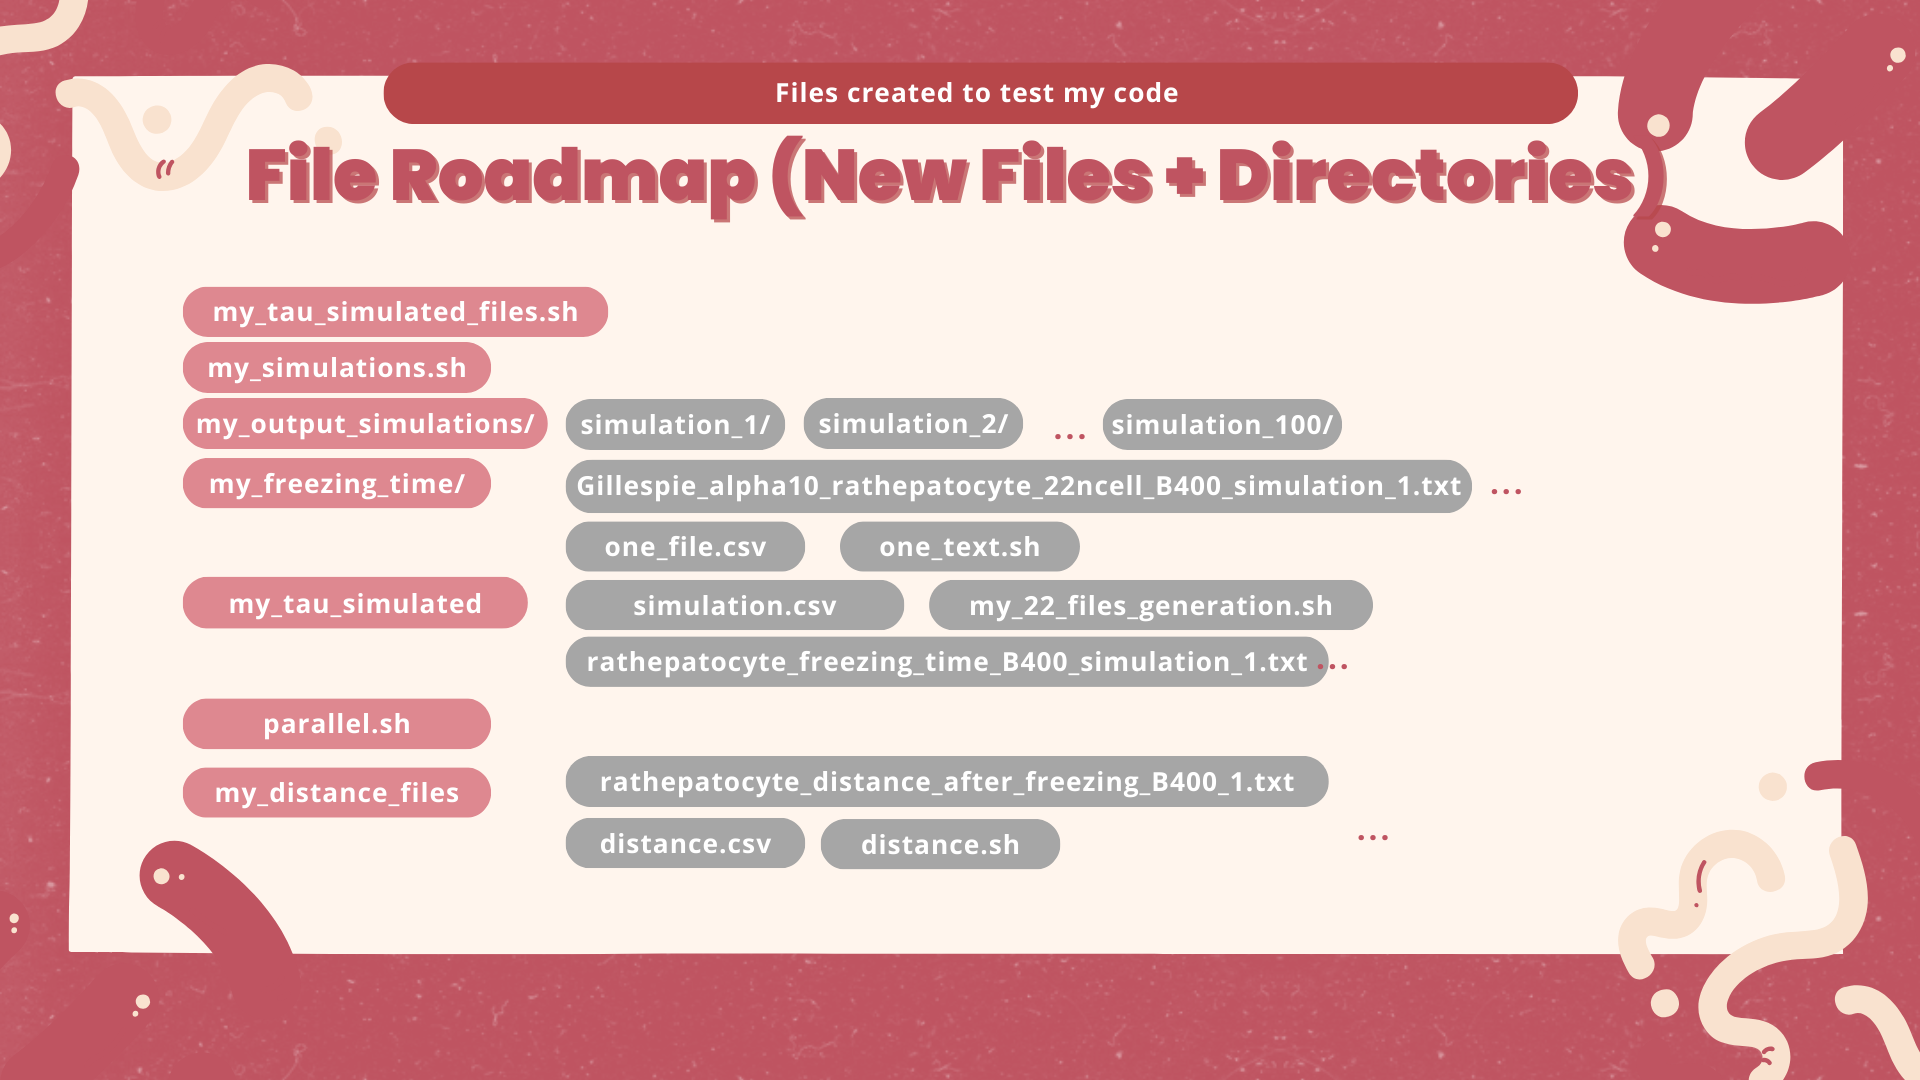 Files created to test my code
File Roadmap (New Files + Directories)
my_tau_simulated_files.sh
my_simulations.sh
my_output_simulations/ simulation_1/ simulation_2/ ... simulation_100/
my_freezing_time/ Gillespie_alpha10_rathepatocyte_22ncell_B400_simulation_1.txt ...
one_file.csv one_text.sh
my_tau_simulated simulation.csv my_22_files_generation.sh
rathepatocyte_freezing_time_B400_simulation_1.txt ...
parallel.sh
my_distance_files rathepatocyte_distance_after_freezing_B400_1.txt
distance.csv distance.sh ...